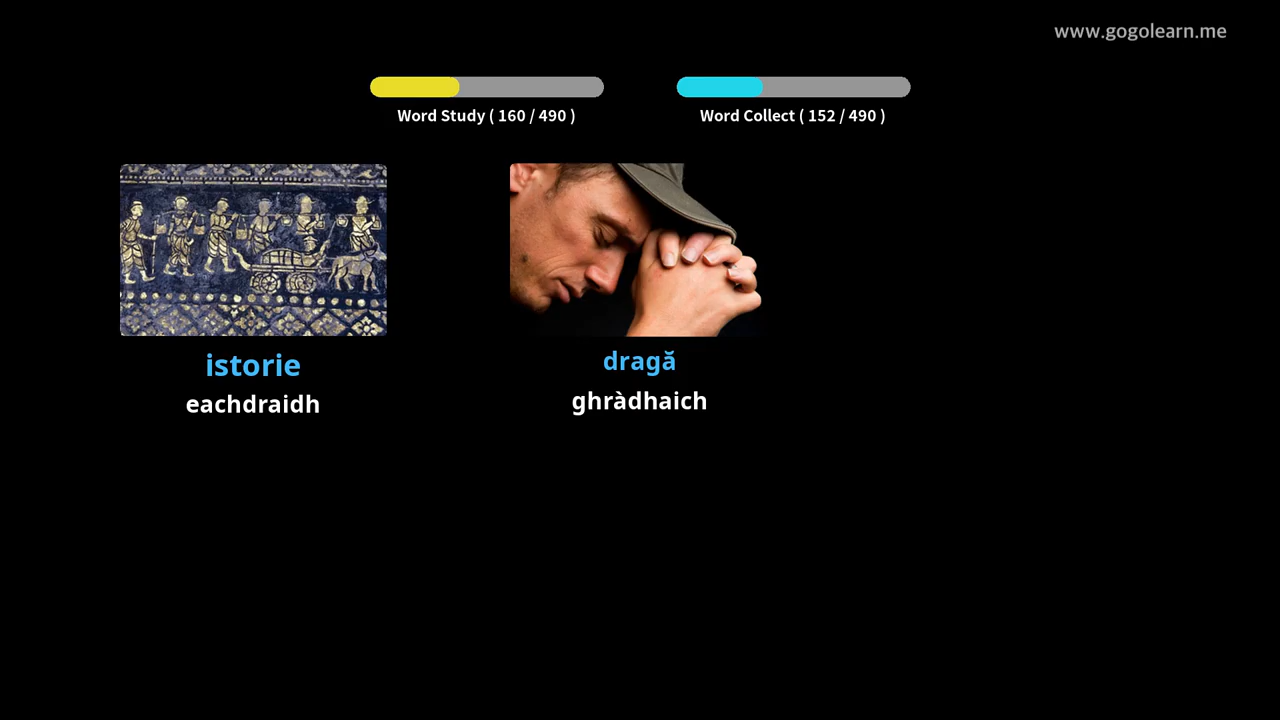 www.gogolearn.me
Word Study ( 160 / 490 )
Word Collect ( 152 / 490 )
istorie
eachdraidh
dragă
ghràdhaich